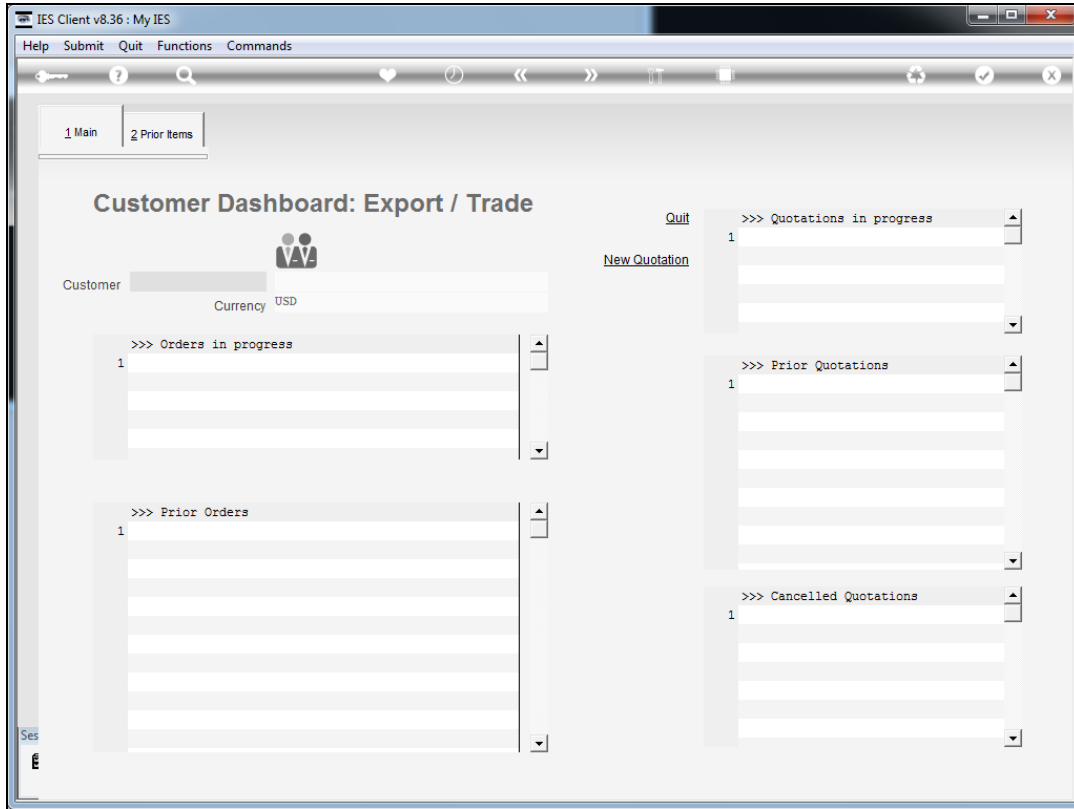 IES Client v8.36 : My IES
Help Submit Quit Functions Commands
1 Main
2 Prior Items
Customer Dashboard: Export / Trade
Customer
Currency USD
Quit
New Quotation
>>> Orders in progress
1
>>> Prior Orders
1
>>> Quotations in progress
1
>>> Prior Quotations
1
>>> Cancelled Quotations
1
Ses